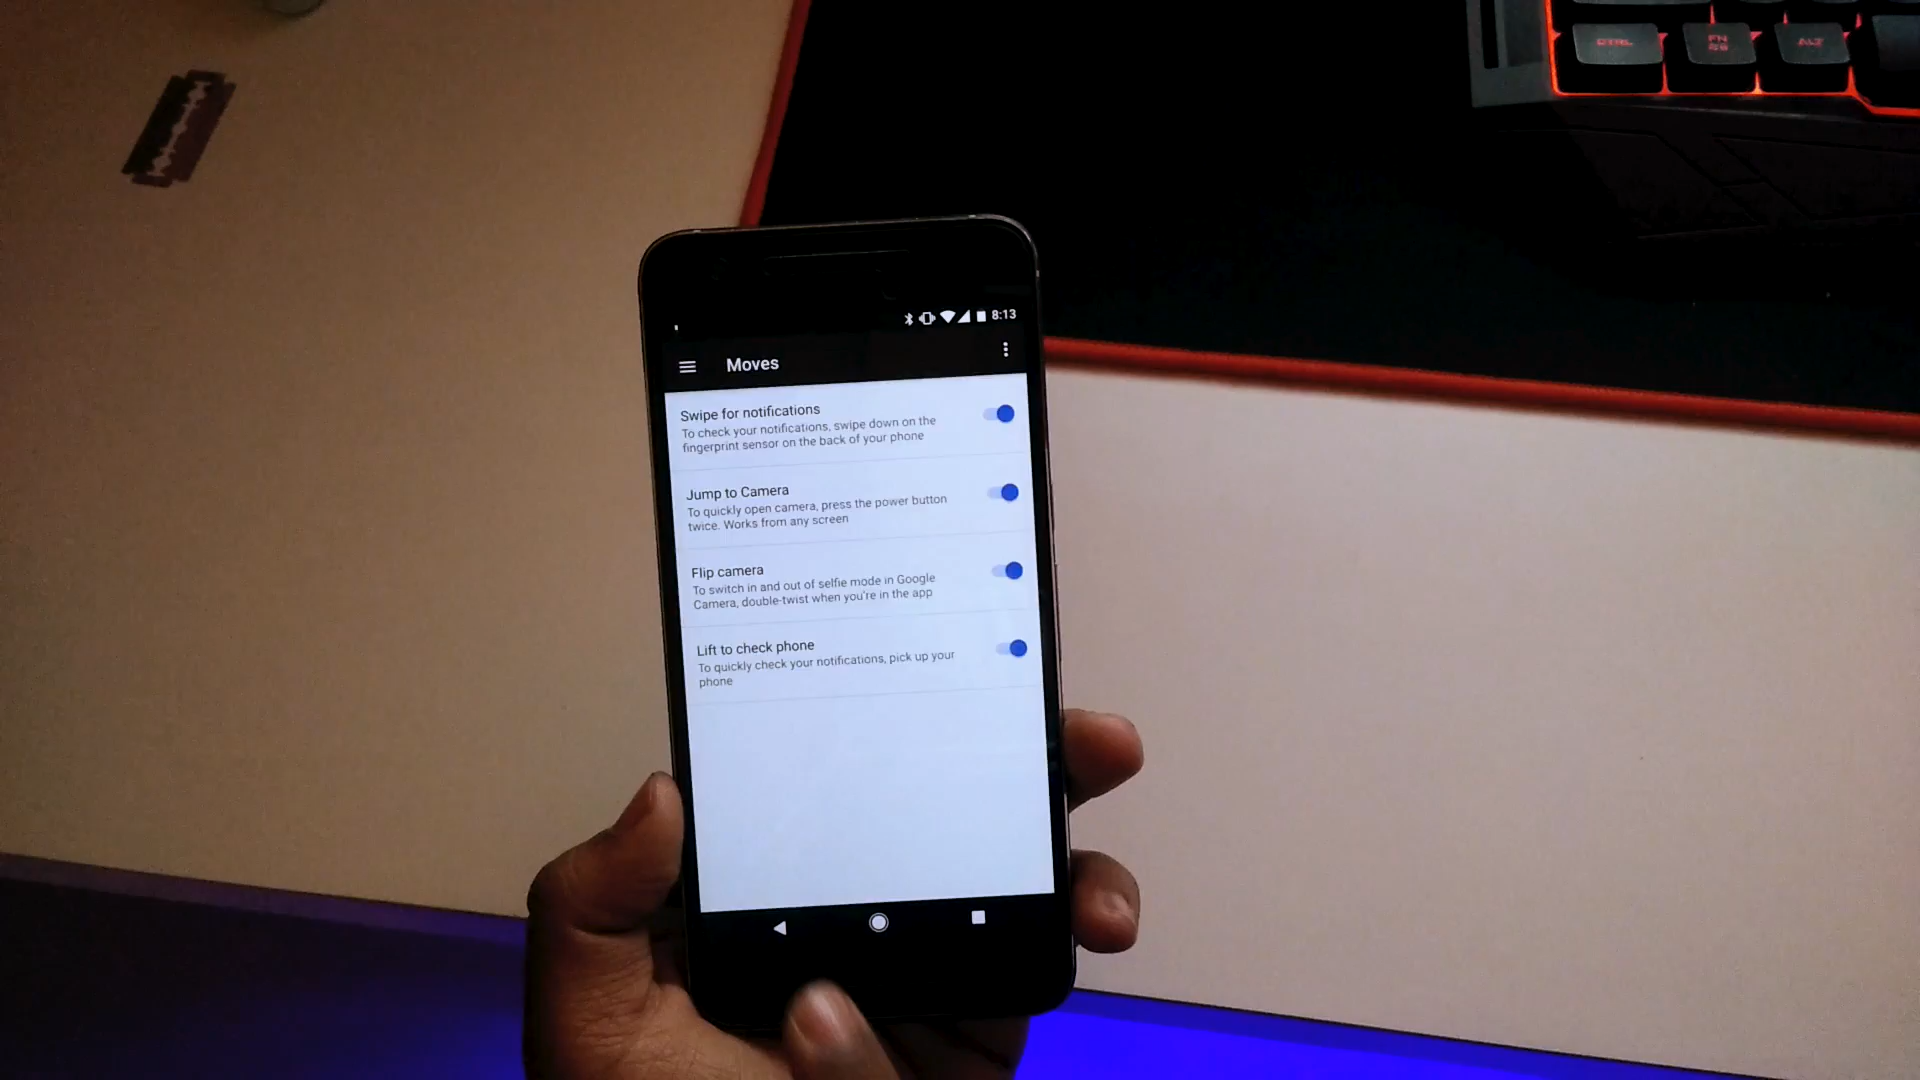 CTRL
FN
ALT
8:13
Moves
Swipe for notifications
To check your notifications, swipe down on the
fingerprint sensor on the back of your phone
Jump to Camera
To quickly open camera, press the power button
twice. Works from any screen
Flip camera
To switch in and out of selfie mode in Google
Camera, double-twist when you're in the app
Lift to check phone
To quickly check your notifications, pick up your
phone